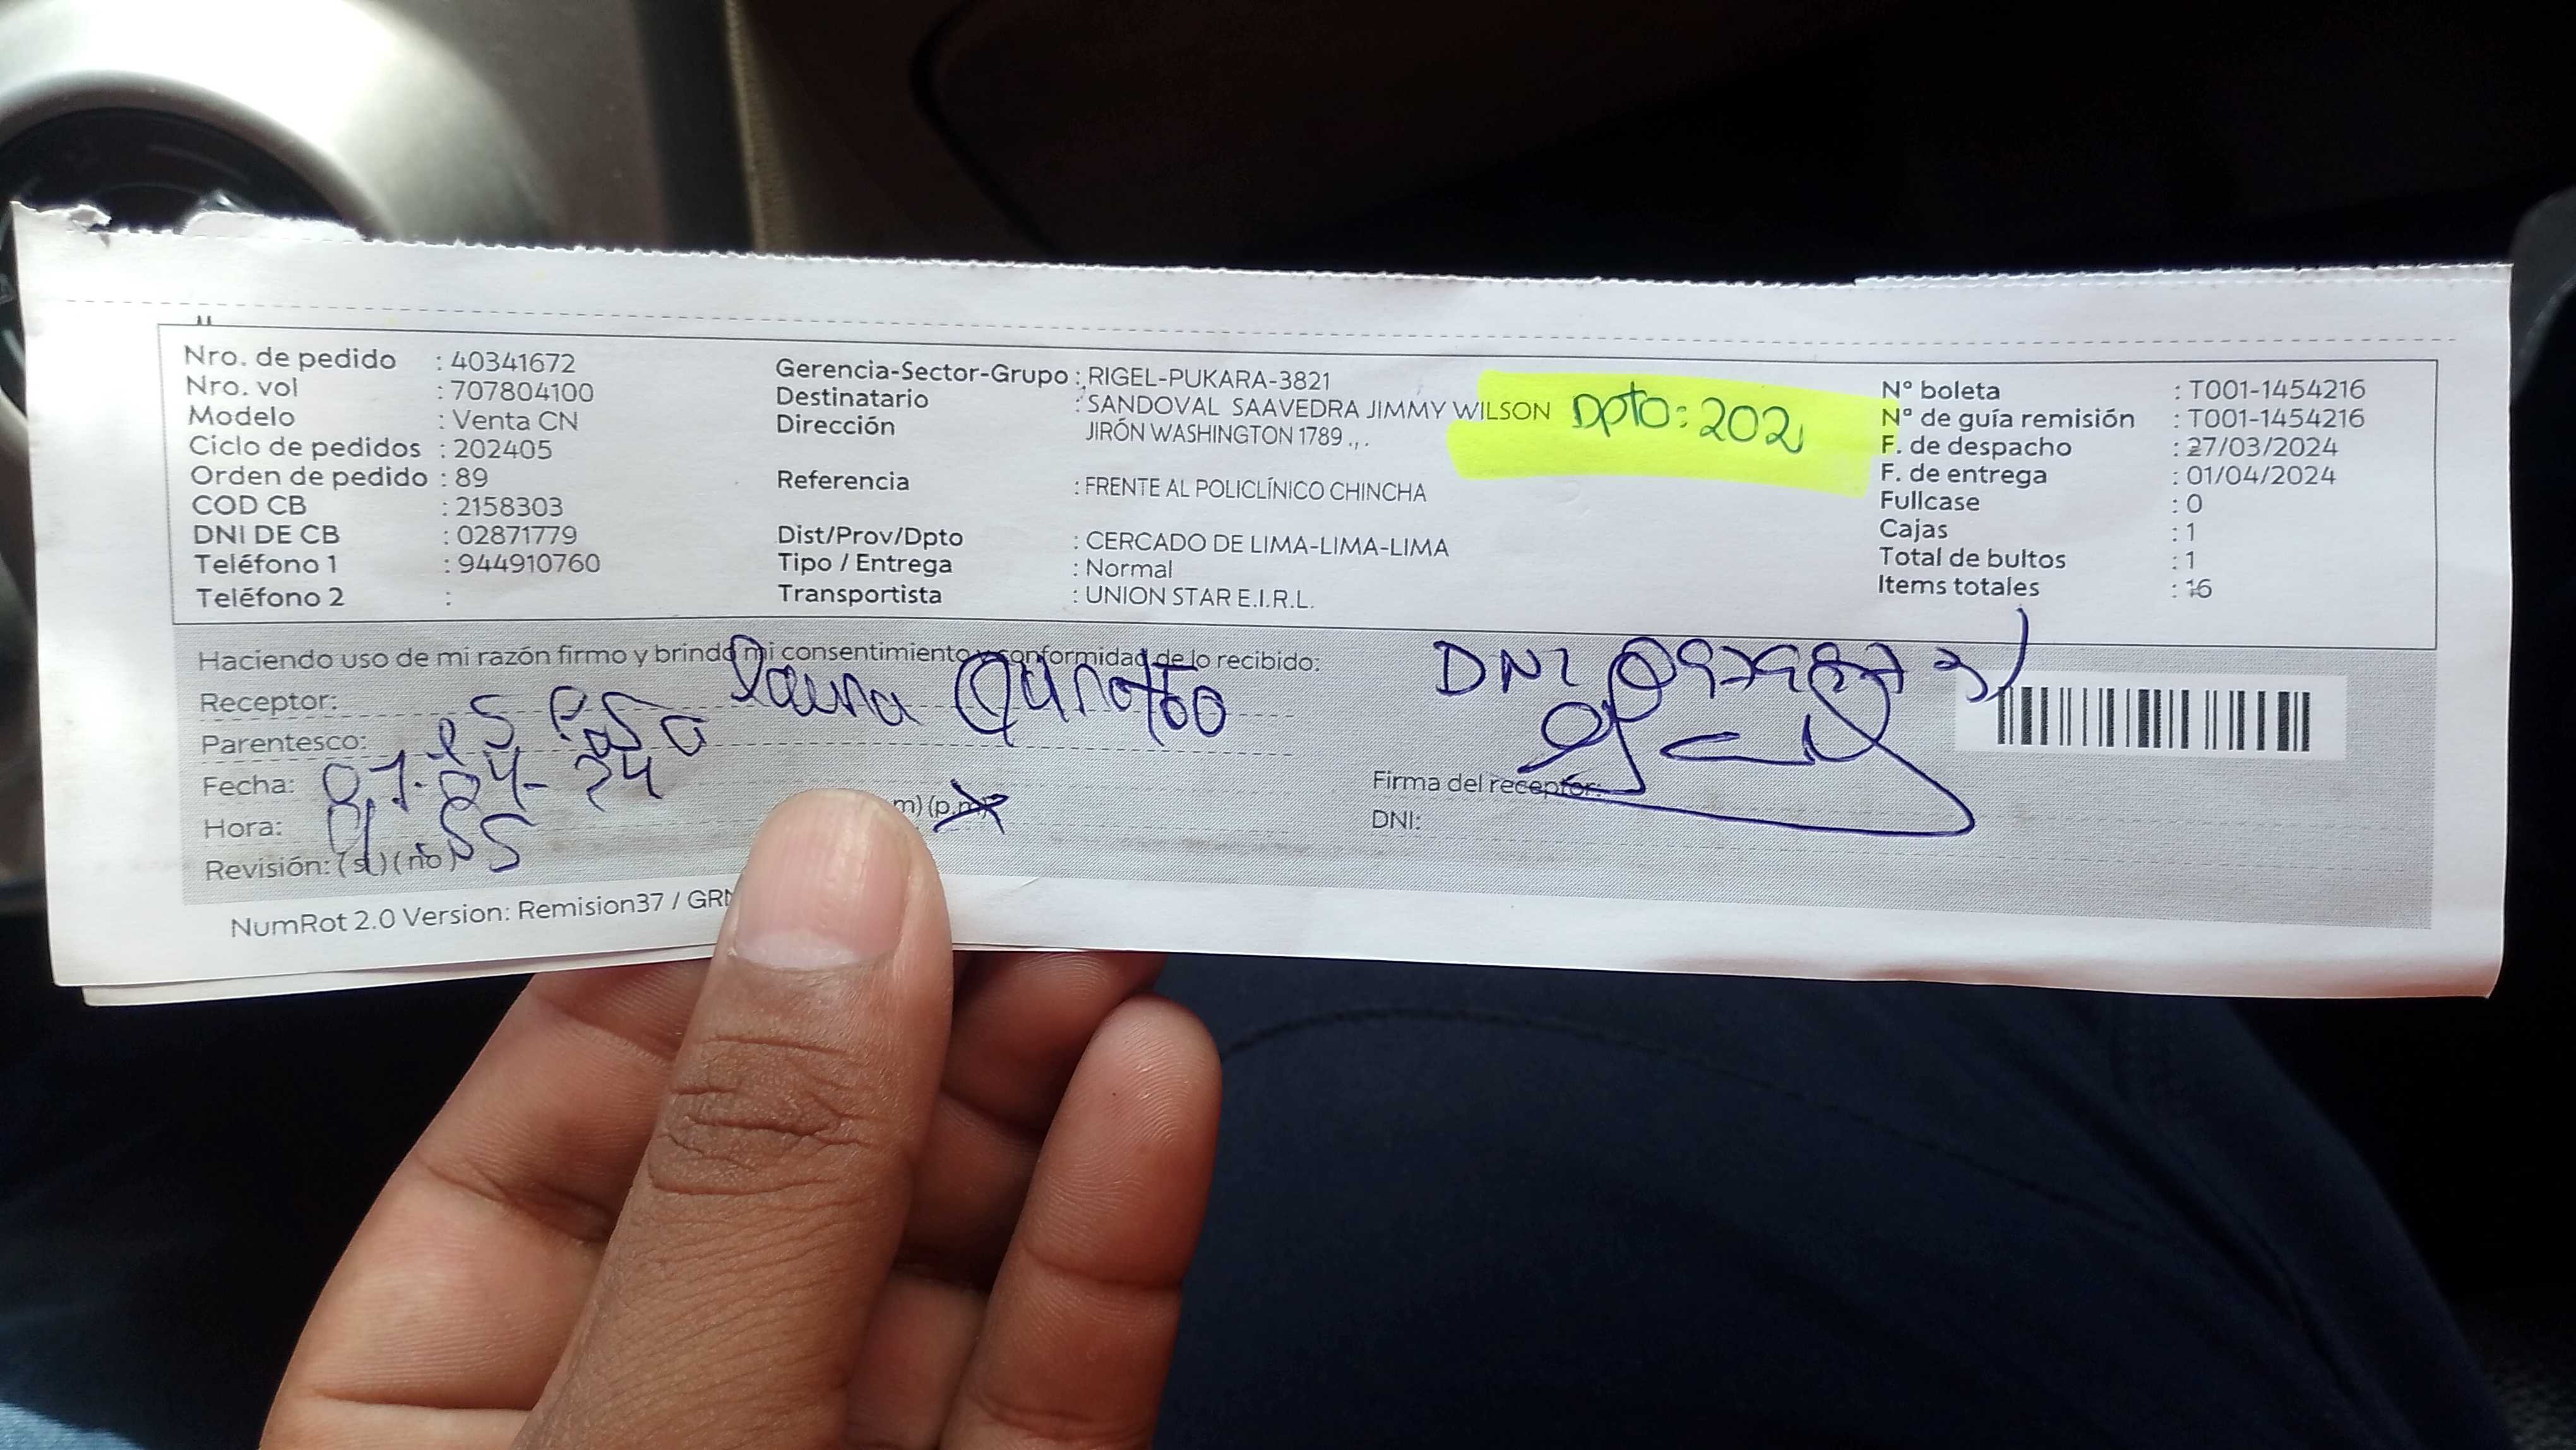 Nro. de pedido : 40341672
Nro. vol : 707804100
Modelo : Venta CN
Ciclo de pedidos : 202405
Orden de pedido : 89
COD CB : 2158303
DNI DE CB : 02871779
Teléfono 1 : 944910760
Teléfono 2 :
Gerencia-Sector-Grupo : RIGEL-PUKARA-3821
Destinatario : SANDOVAL SAAVEDRA JIMMY WILSON
Dirección JIRÓN WASHINGTON 1789 .,.
Dpto: 202
Referencia : FRENTE AL POLICLÍNICO CHINCHA
Dist/Prov/Dpto : CERCADO DE LIMA-LIMA-LIMA
Tipo / Entrega : Normal
Transportista : UNION STAR E.I.R.L.
N° boleta : T001-1454216
N° de guía remisión : T001-1454216
F. de despacho : 27/03/2024
F. de entrega : 01/04/2024
Fullcase : 0
Cajas : 1
Total de bultos : 1
Items totales : 16
Haciendo uso de mi razón firmo y brindo mi consentimiento y conformidad de lo recibido:
Receptor: Laura
Parentesco:
Fecha:
Hora: m) (p.m)
Revisión: (si) (no)
DNI
Firma del receptor:
DNI:
NumRot 2.0 Version: Remision37 / GR